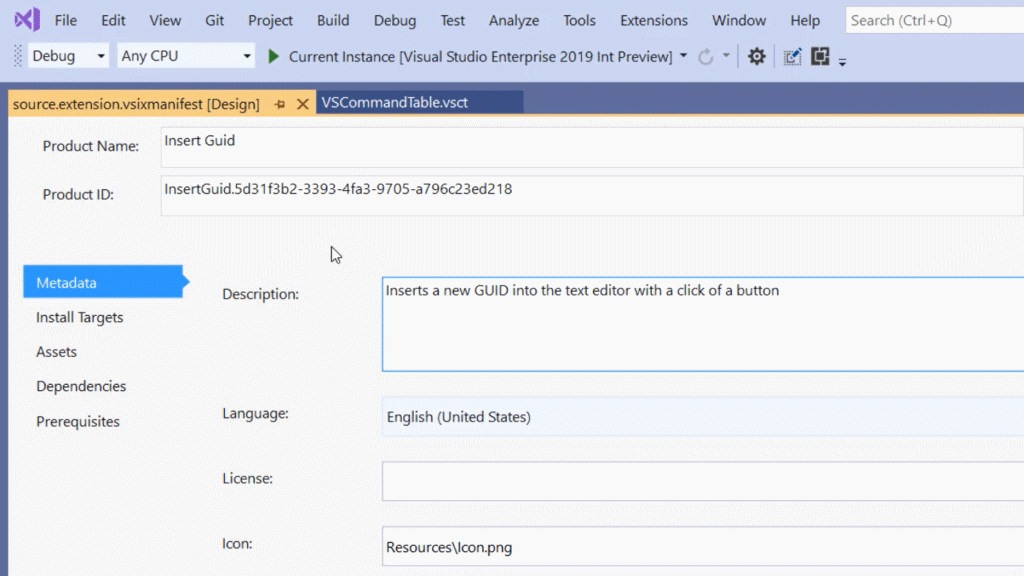 File Edit View Git Project Build Debug Test Analyze Tools Extensions Window Help Search (Ctrl+Q)
Debug Any CPU Current Instance [Visual Studio Enterprise 2019 Int Preview]
source.extension.vsixmanifest [Design] VSCommandTable.vsct
Product Name: Insert Guid
Product ID: InsertGuid.5d31f3b2-3393-4fa3-9705-a796c23ed218
Metadata
Description: Inserts a new GUID into the text editor with a click of a button
Install Targets
Assets
Dependencies
Language: English (United States)
Prerequisites
License:
Icon: Resources\Icon.png